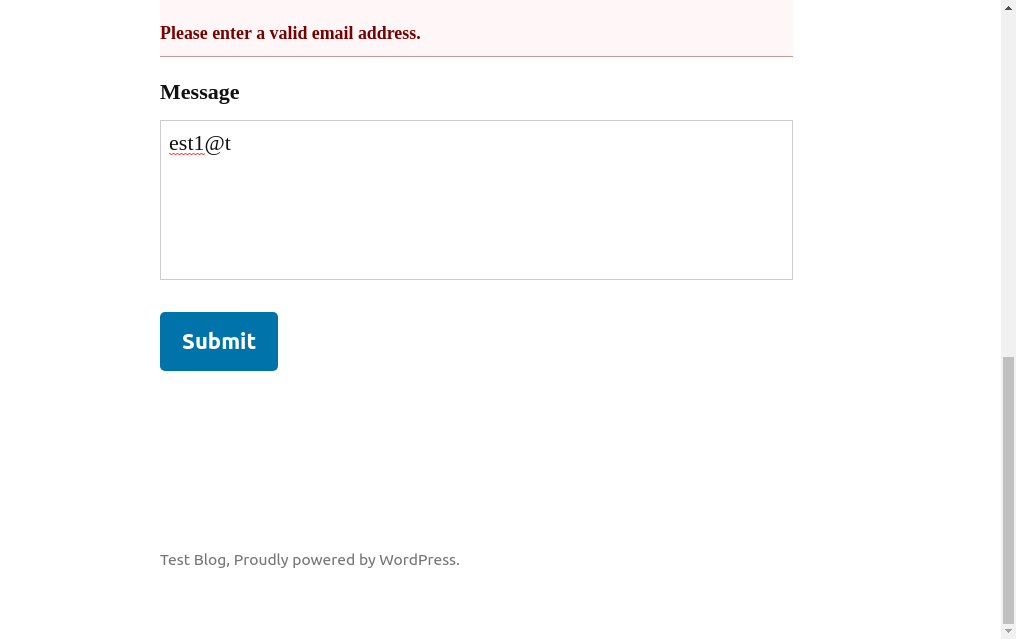 Please enter a valid email address.
Message
est1@t
Submit
Test Blog, Proudly powered by WordPress.